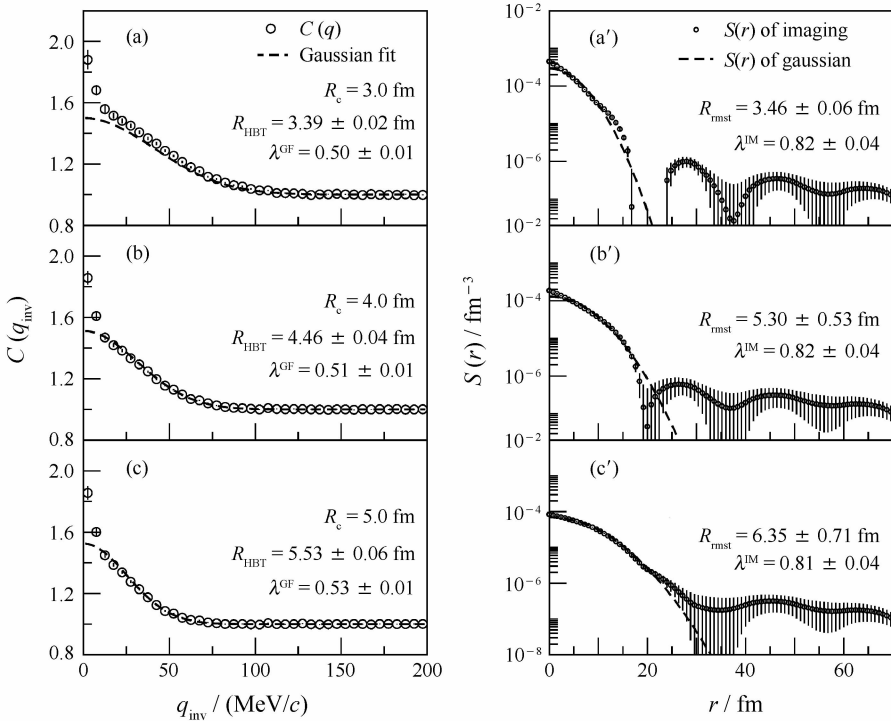 2.0
1.6
1.2
0.8
(a)
C (q)
Gaussian fit
R_c = 3.0 fm
R_HBT = 3.39 ± 0.02 fm
λ^GF = 0.50 ± 0.01
2.0
1.6
1.2
0.8
(b)
R_c = 4.0 fm
R_HBT = 4.46 ± 0.04 fm
λ^GF = 0.51 ± 0.01
2.0
1.6
1.2
0.8
(c)
R_c = 5.0 fm
R_HBT = 5.53 ± 0.06 fm
λ^GF = 0.53 ± 0.01
C (q_inv)
0 50 100 150 200
q_inv / (MeV/c)
10^−2
10^−4
10^−6
10^−2
(a′)
S(r) of imaging
S(r) of gaussian
R_rmst = 3.46 ± 0.06 fm
λ^IM = 0.82 ± 0.04
10^−4
10^−6
10^−2
(b′)
R_rmst = 5.30 ± 0.53 fm
λ^IM = 0.82 ± 0.04
10^−4
10^−6
10^−8
(c′)
R_rmst = 6.35 ± 0.71 fm
λ^IM = 0.81 ± 0.04
S (r) / fm^−3
0 20 40 60
r / fm